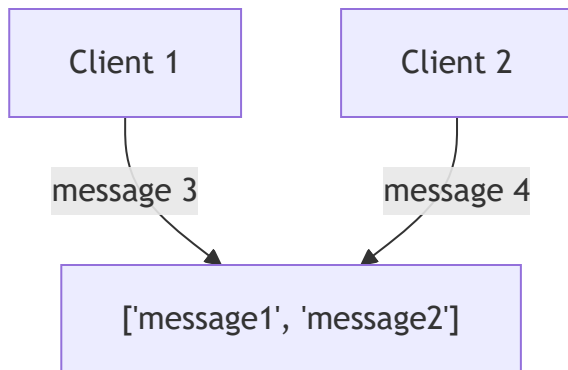 Client 1
Client 2
message 3
message 4
['message1', 'message2']